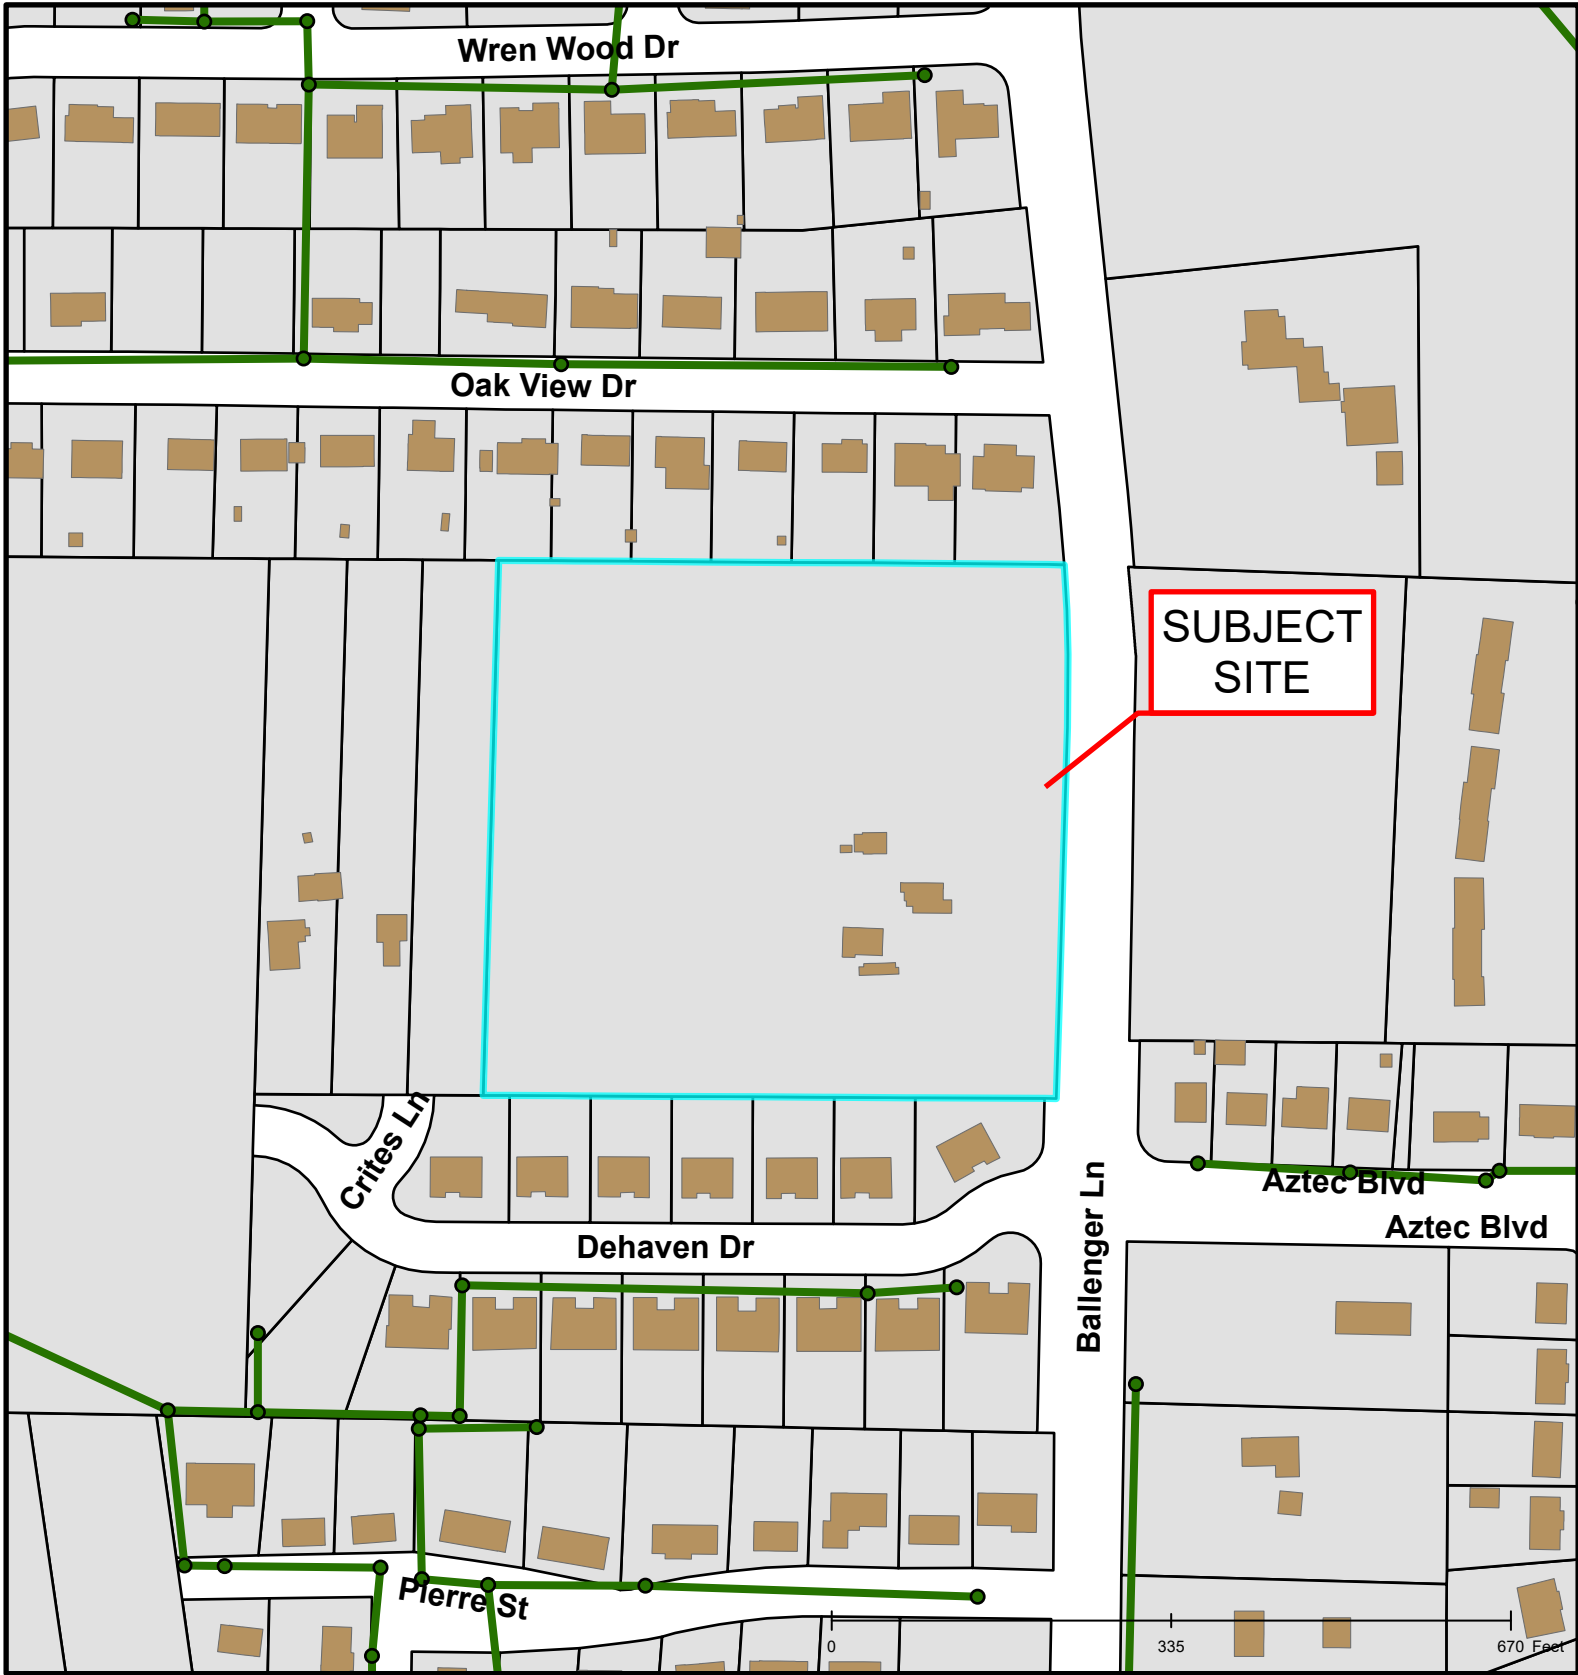 Wren Wood Dr
Oak View Dr
SUBJECT
SITE
Crites Ln
Aztec Blvd
Aztec Blvd
Dehaven Dr
Ballenger Ln
Pierre St
0 335 670 Feet